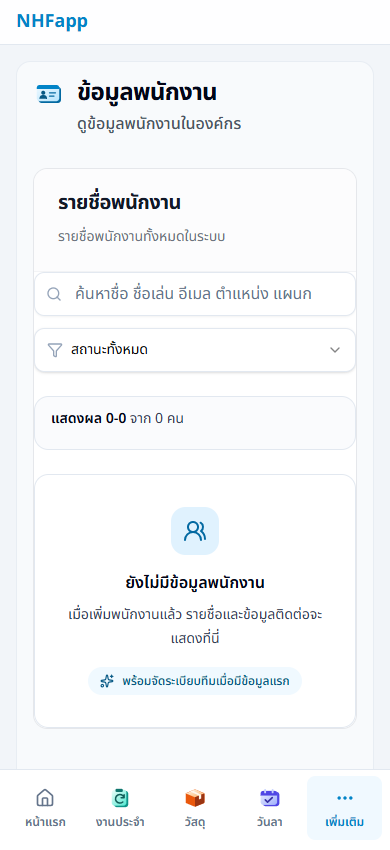 NHFapp
ข้อมูลพนักงาน
ดูข้อมูลพนักงานในองค์กร
รายชื่อพนักงาน
รายชื่อพนักงานทั้งหมดในระบบ
ค้นหาชื่อ ชื่อเล่น อีเมล ตำแหน่ง แผนก
สถานะทั้งหมด
แสดงผล 0-0 จาก 0 คน
ยังไม่มีข้อมูลพนักงาน
เมื่อเพิ่มพนักงานแล้ว รายชื่อและข้อมูลติดต่อจะ
แสดงที่นี่
พร้อมจัดระเบียบทีมเมื่อมีข้อมูลแรก
หน้าแรก งานประจำ วัสดุ วันลา เพิ่มเติม